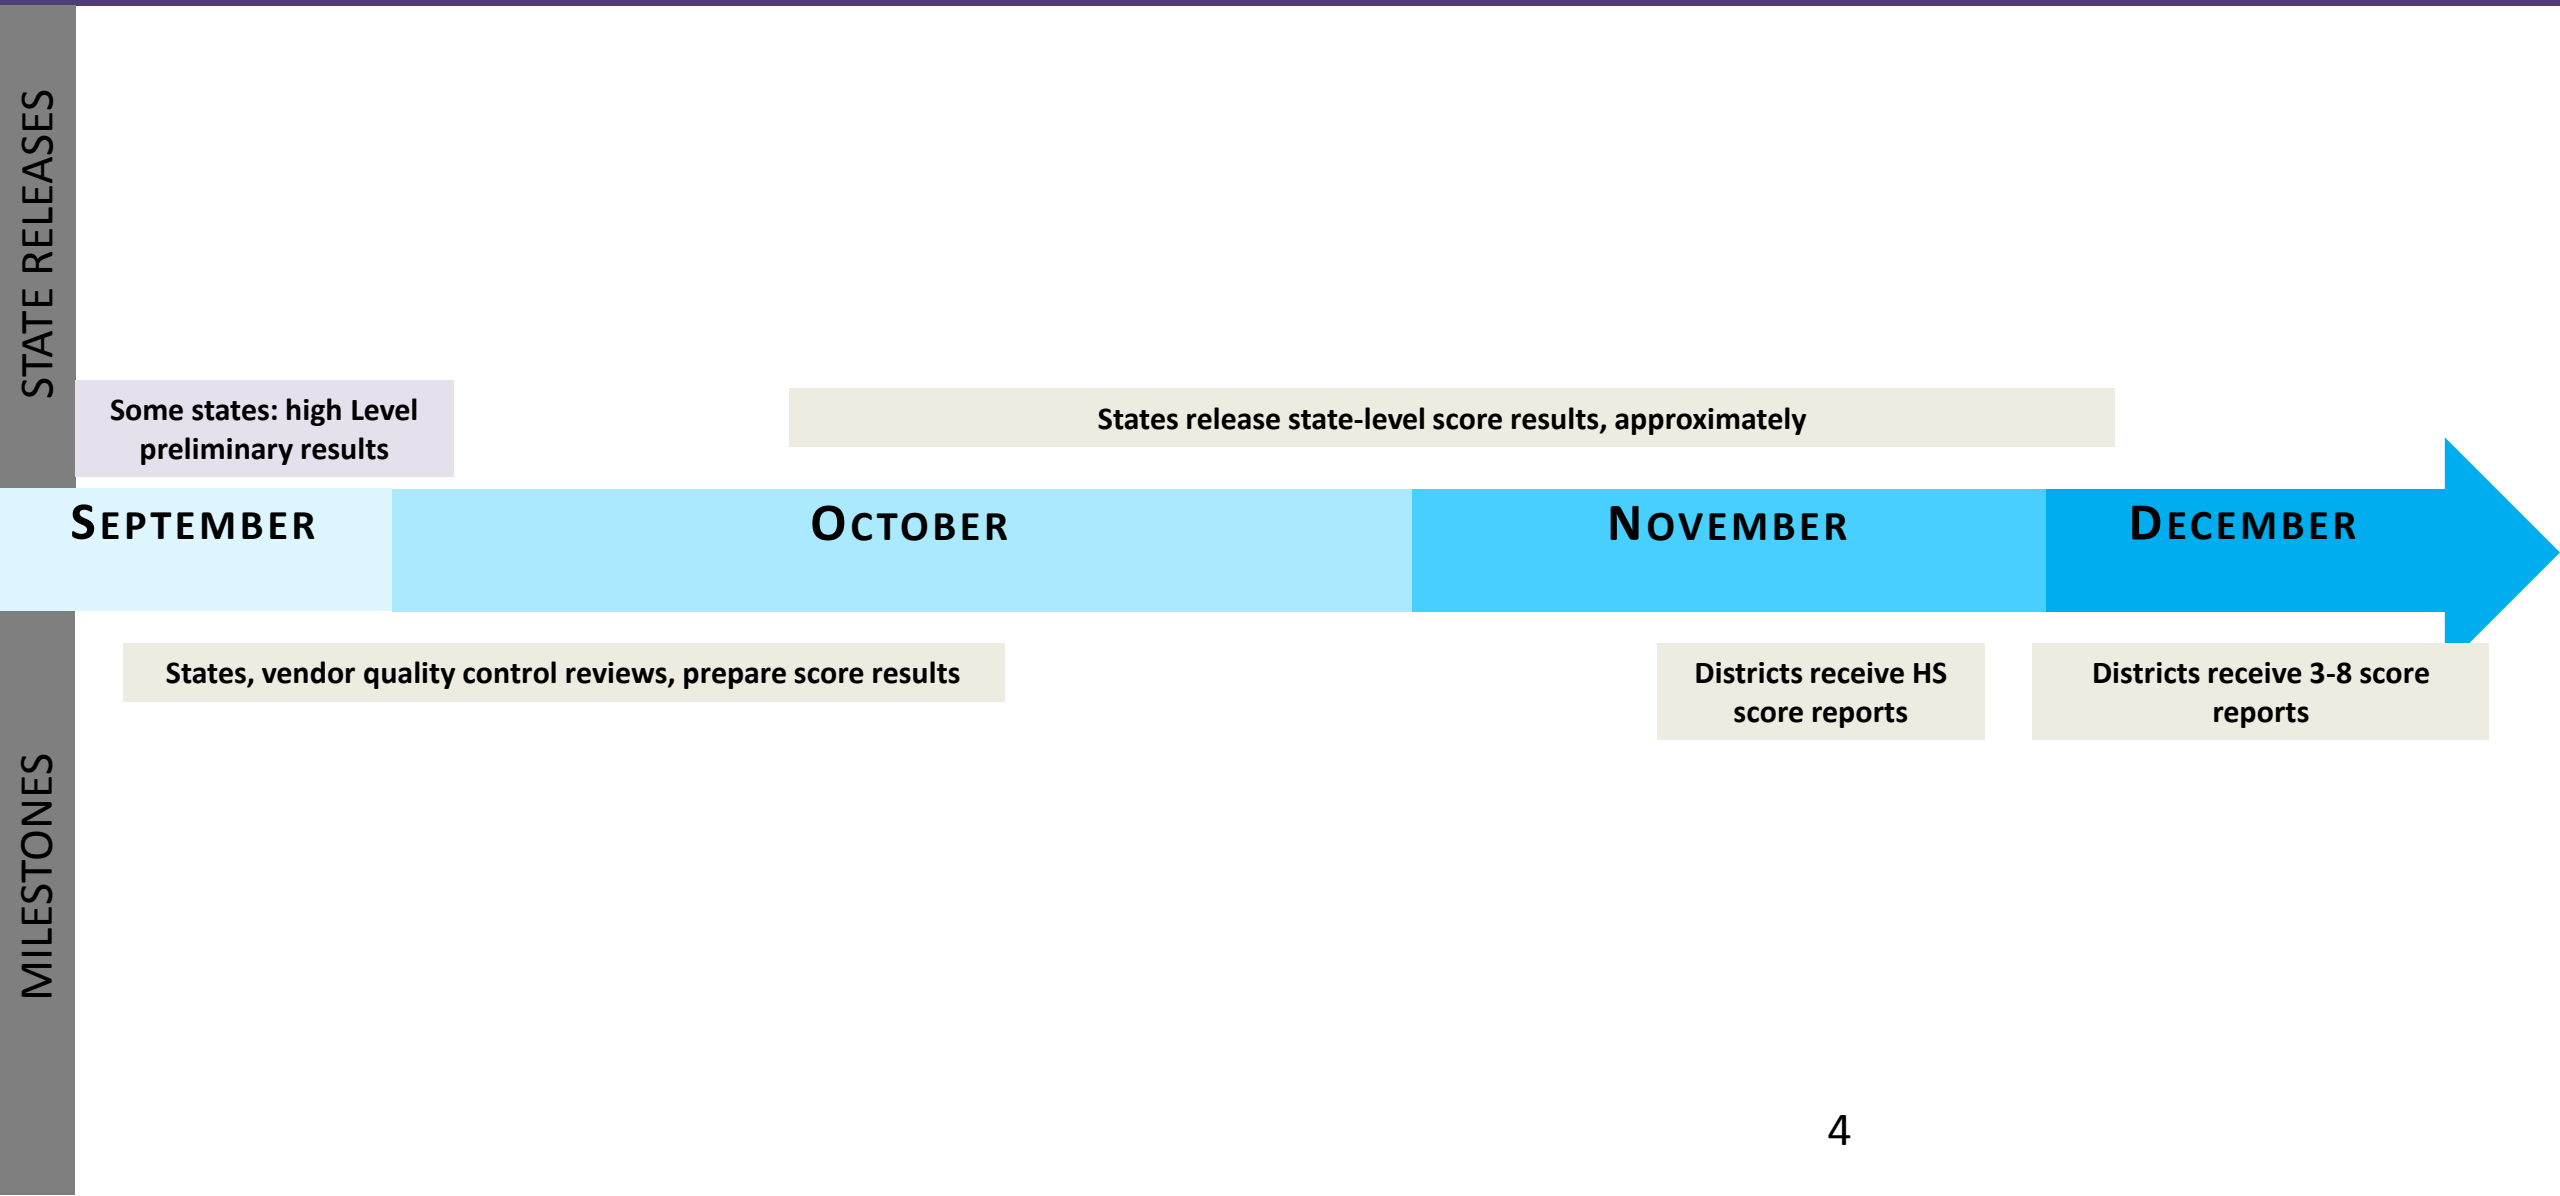 STATE RELEASES
Some states: high Level
preliminary results
States release state-level score results, approximately
SEPTEMBER
OCTOBER
NOVEMBER
DECEMBER
States, vendor quality control reviews, prepare score results
Districts receive HS
score reports
Districts receive 3-8 score
reports
MILESTONES
4